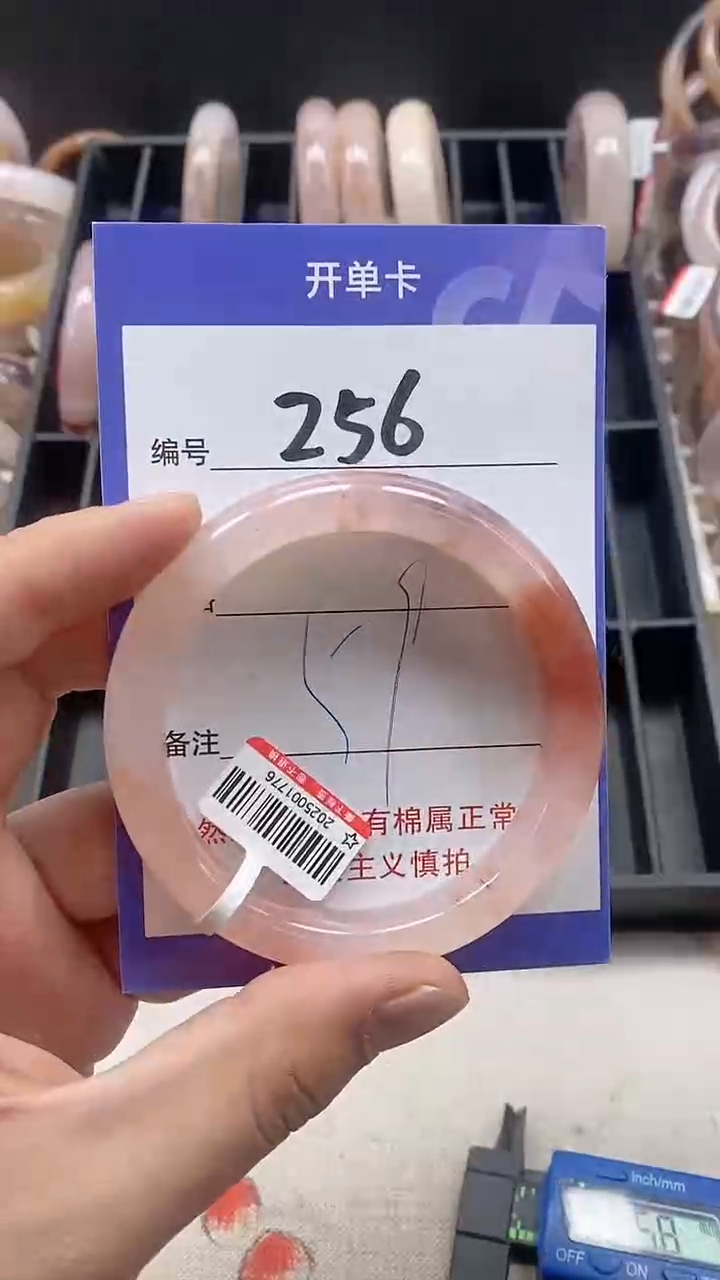 开单卡
编号 256
备注
有棉属正常
主义慎拍
2025001776
inch/mm
OFF
ON